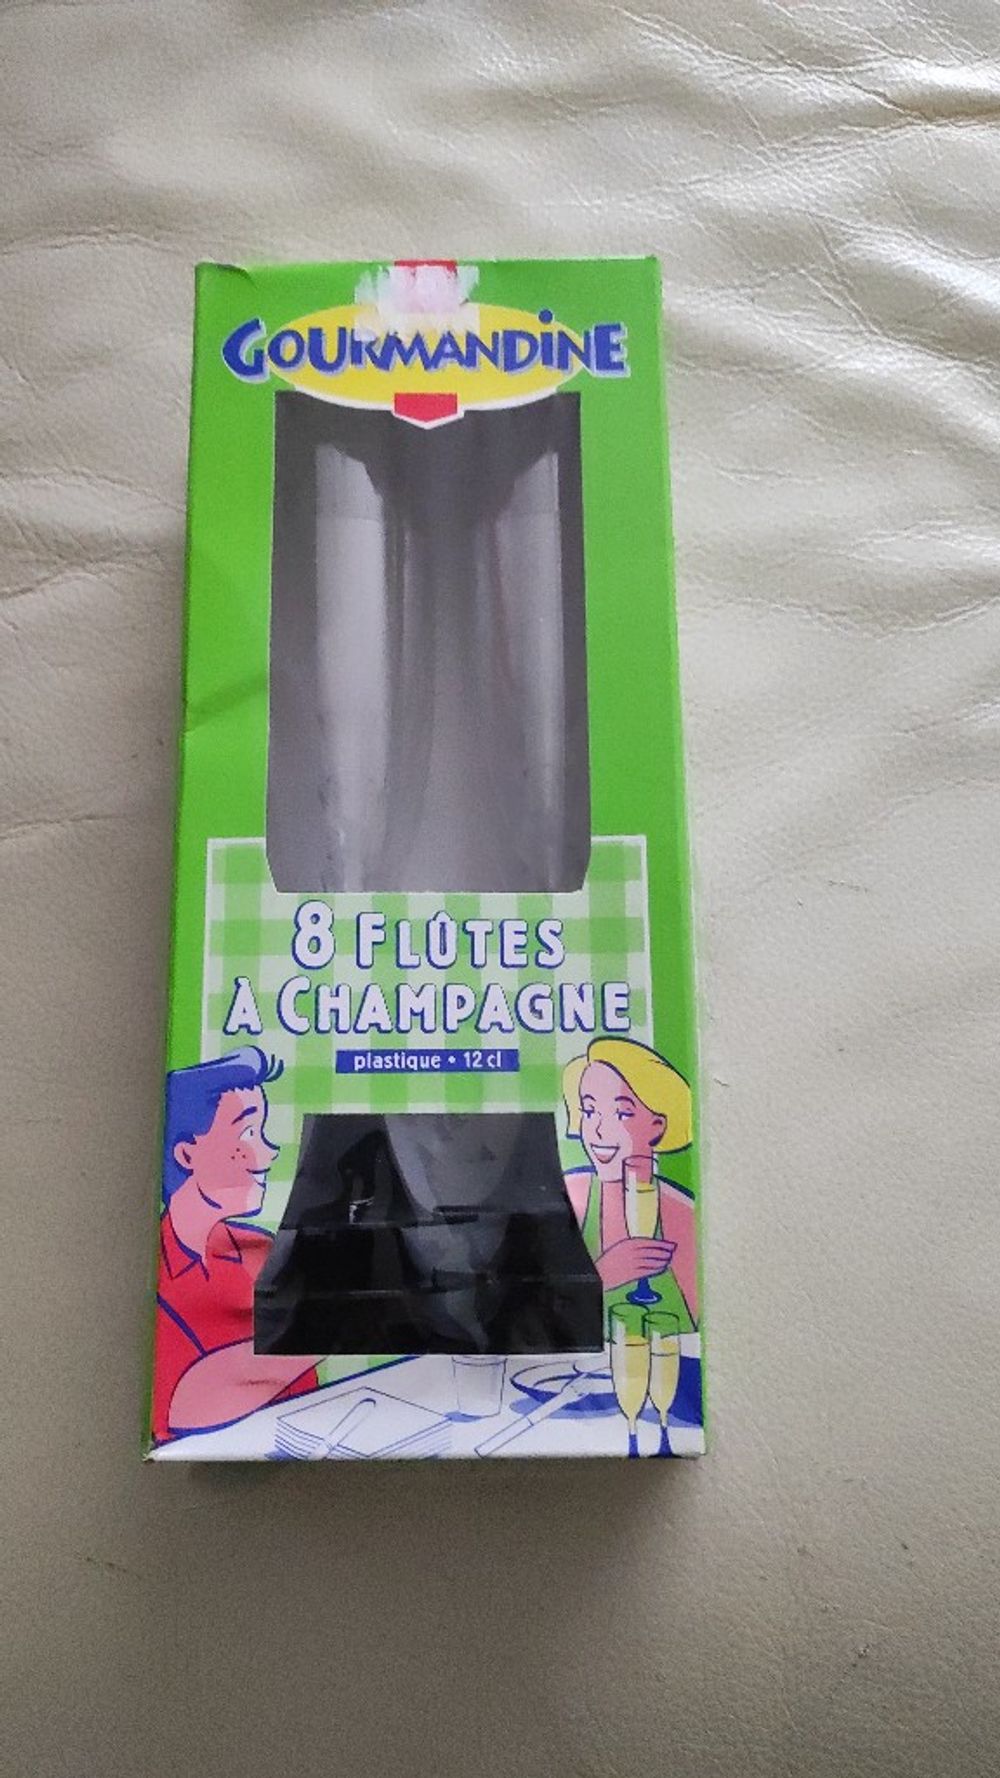 GOURMANDiNE
8 FLÛTES
À CHAMPAGNE
plastique • 12 cl